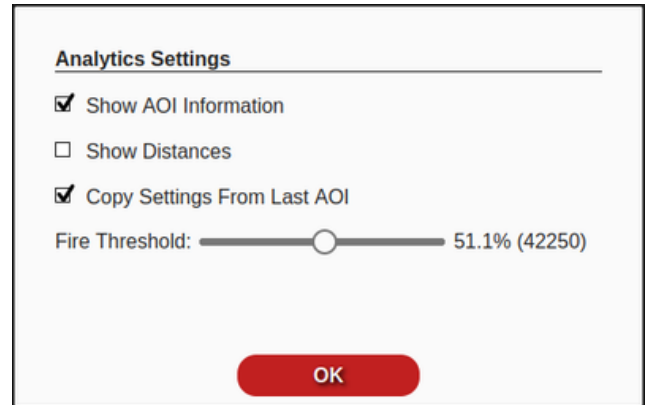 Analytics Settings
Show AOI Information
Show Distances
Copy Settings From Last AOI
Fire Threshold: 51.1% (42250)
OK